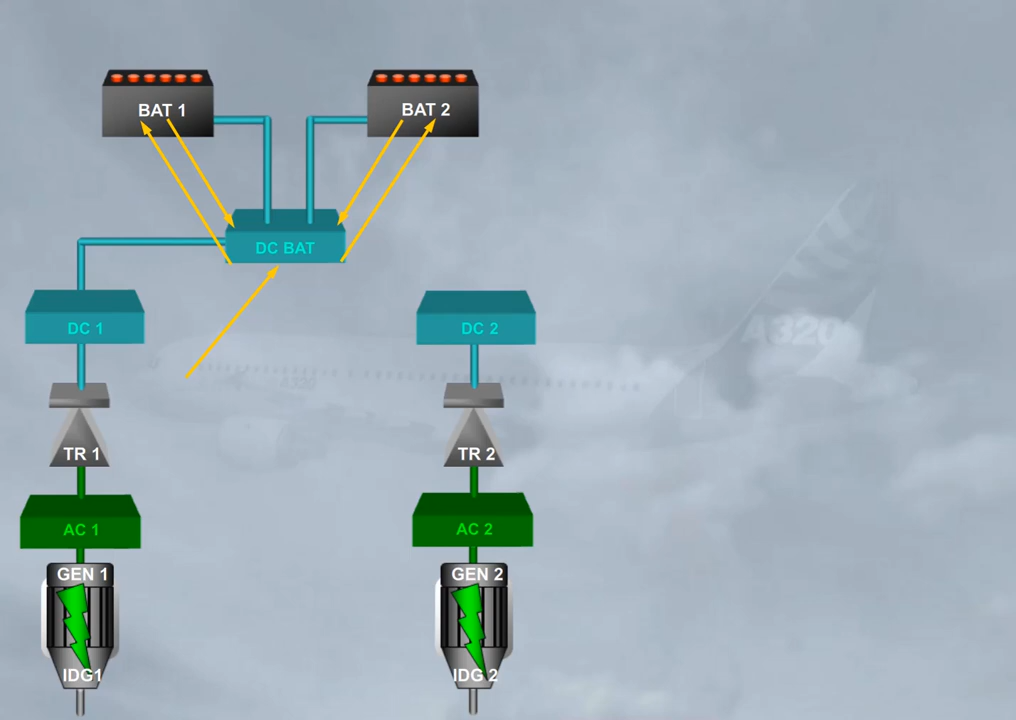 BAT 1
BAT 2
DC BAT
DC 1
DC 2
A320
TR 1
TR 2
AC 1
AC 2
GEN 1
GEN 2
IDG1
IDG 2